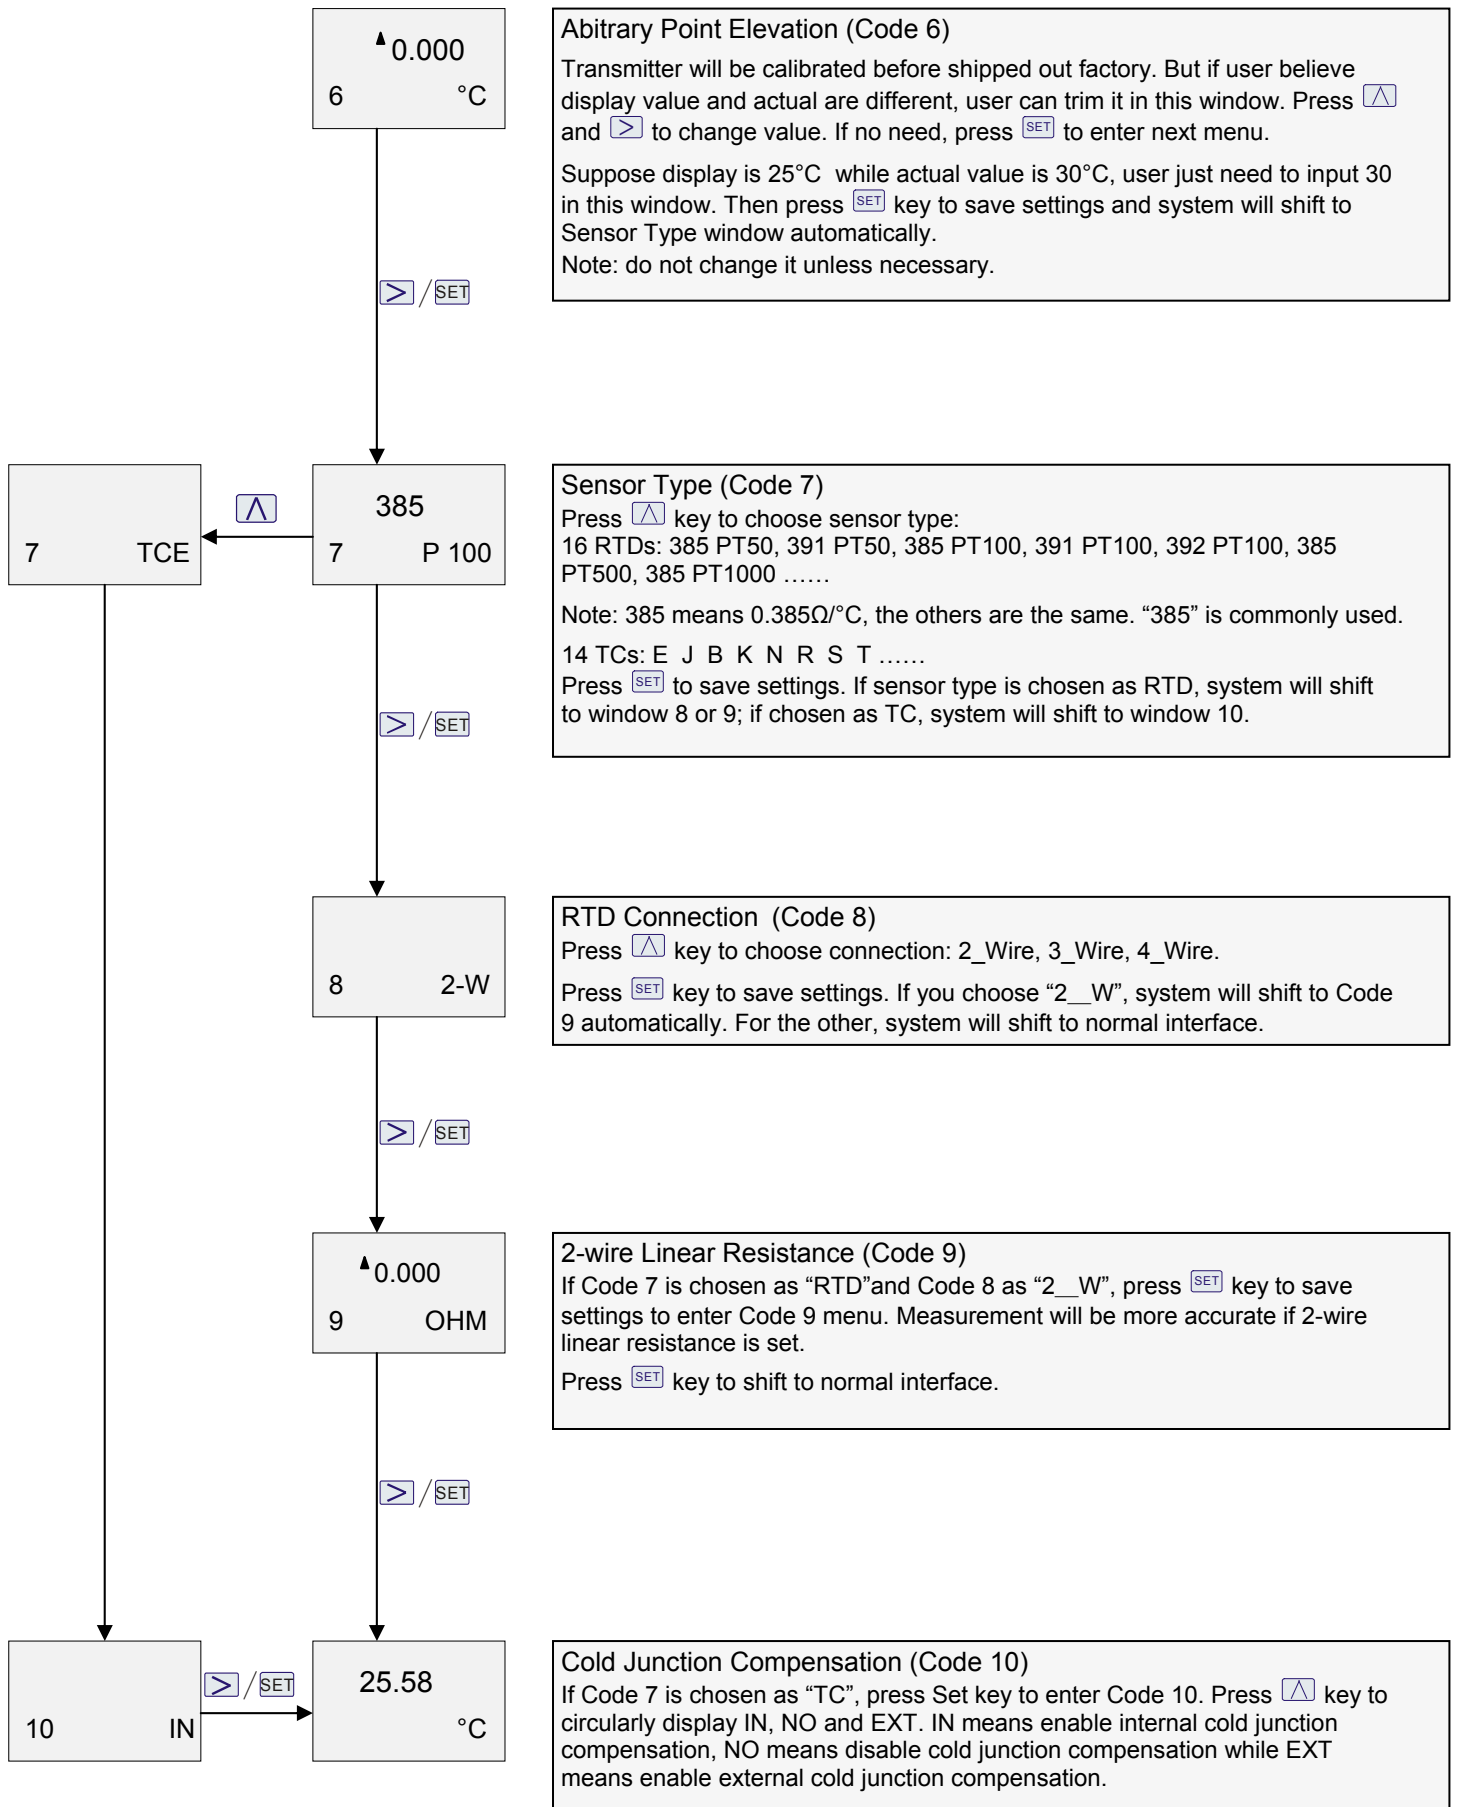 ▲0.000
6 °C
Abitrary Point Elevation (Code 6)
Transmitter will be calibrated before shipped out factory. But if user believe
display value and actual are different, user can trim it in this window. Press ⋀
and > to change value. If no need, press SET to enter next menu.
Suppose display is 25°C while actual value is 30°C, user just need to input 30
in this window. Then press SET key to save settings and system will shift to
Sensor Type window automatically.
Note: do not change it unless necessary.
>/SET
7 TCE
⋀
385
7 P 100
Sensor Type (Code 7)
Press ⋀ key to choose sensor type:
16 RTDs: 385 PT50, 391 PT50, 385 PT100, 391 PT100, 392 PT100, 385
PT500, 385 PT1000 ……
Note: 385 means 0.385Ω/°C, the others are the same. “385” is commonly used.
14 TCs: E J B K N R S T ……
Press SET to save settings. If sensor type is chosen as RTD, system will shift
to window 8 or 9; if chosen as TC, system will shift to window 10.
>/SET
8 2-W
RTD Connection (Code 8)
Press ⋀ key to choose connection: 2_Wire, 3_Wire, 4_Wire.
Press SET key to save settings. If you choose “2__W”, system will shift to Code
9 automatically. For the other, system will shift to normal interface.
>/SET
▲0.000
9 OHM
2-wire Linear Resistance (Code 9)
If Code 7 is chosen as “RTD”and Code 8 as “2__W”, press SET key to save
settings to enter Code 9 menu. Measurement will be more accurate if 2-wire
linear resistance is set.
Press SET key to shift to normal interface.
>/SET
10 IN
>/SET
25.58
°C
Cold Junction Compensation (Code 10)
If Code 7 is chosen as “TC”, press Set key to enter Code 10. Press ⋀ key to
circularly display IN, NO and EXT. IN means enable internal cold junction
compensation, NO means disable cold junction compensation while EXT
means enable external cold junction compensation.